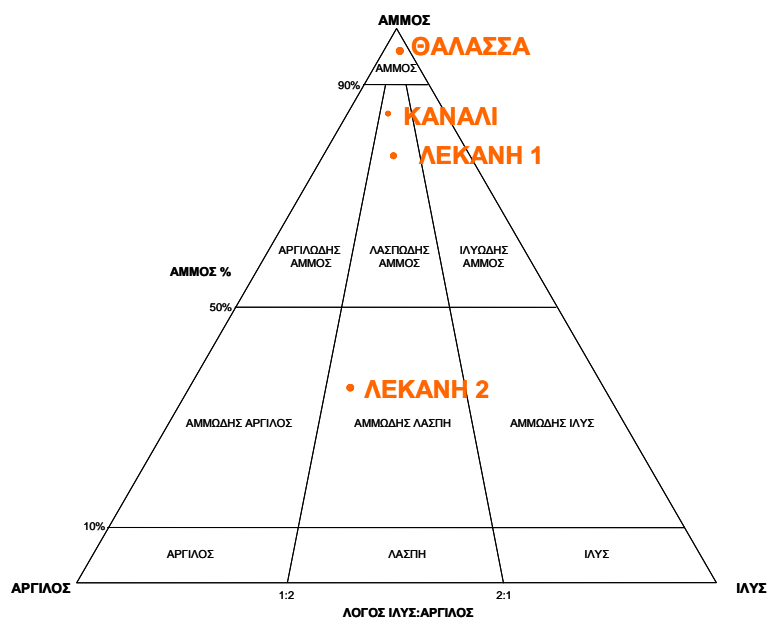 ΑΜΜΟΣ
ΘΑΛΑΣΣΑ
ΑΜΜΟΣ
90%
ΚΑΝΑΛΙ
ΛΕΚΑΝΗ 1
ΑΡΓΙΛΩΔΗΣ
ΑΜΜΟΣ
ΛΑΣΠΩΔΗΣ
ΑΜΜΟΣ
ΙΛΥΩΔΗΣ
ΑΜΜΟΣ
ΑΜΜΟΣ %
50%
ΛΕΚΑΝΗ 2
ΑΜΜΩΔΗΣ ΑΡΓΙΛΟΣ
ΑΜΜΩΔΗΣ ΛΑΣΠΗ
ΑΜΜΩΔΗΣ ΙΛΥΣ
10%
ΑΡΓΙΛΟΣ
ΛΑΣΠΗ
ΙΛΥΣ
ΑΡΓΙΛΟΣ
ΙΛΥΣ
1:2
2:1
ΛΟΓΟΣ ΙΛΥΣ:ΑΡΓΙΛΟΣ